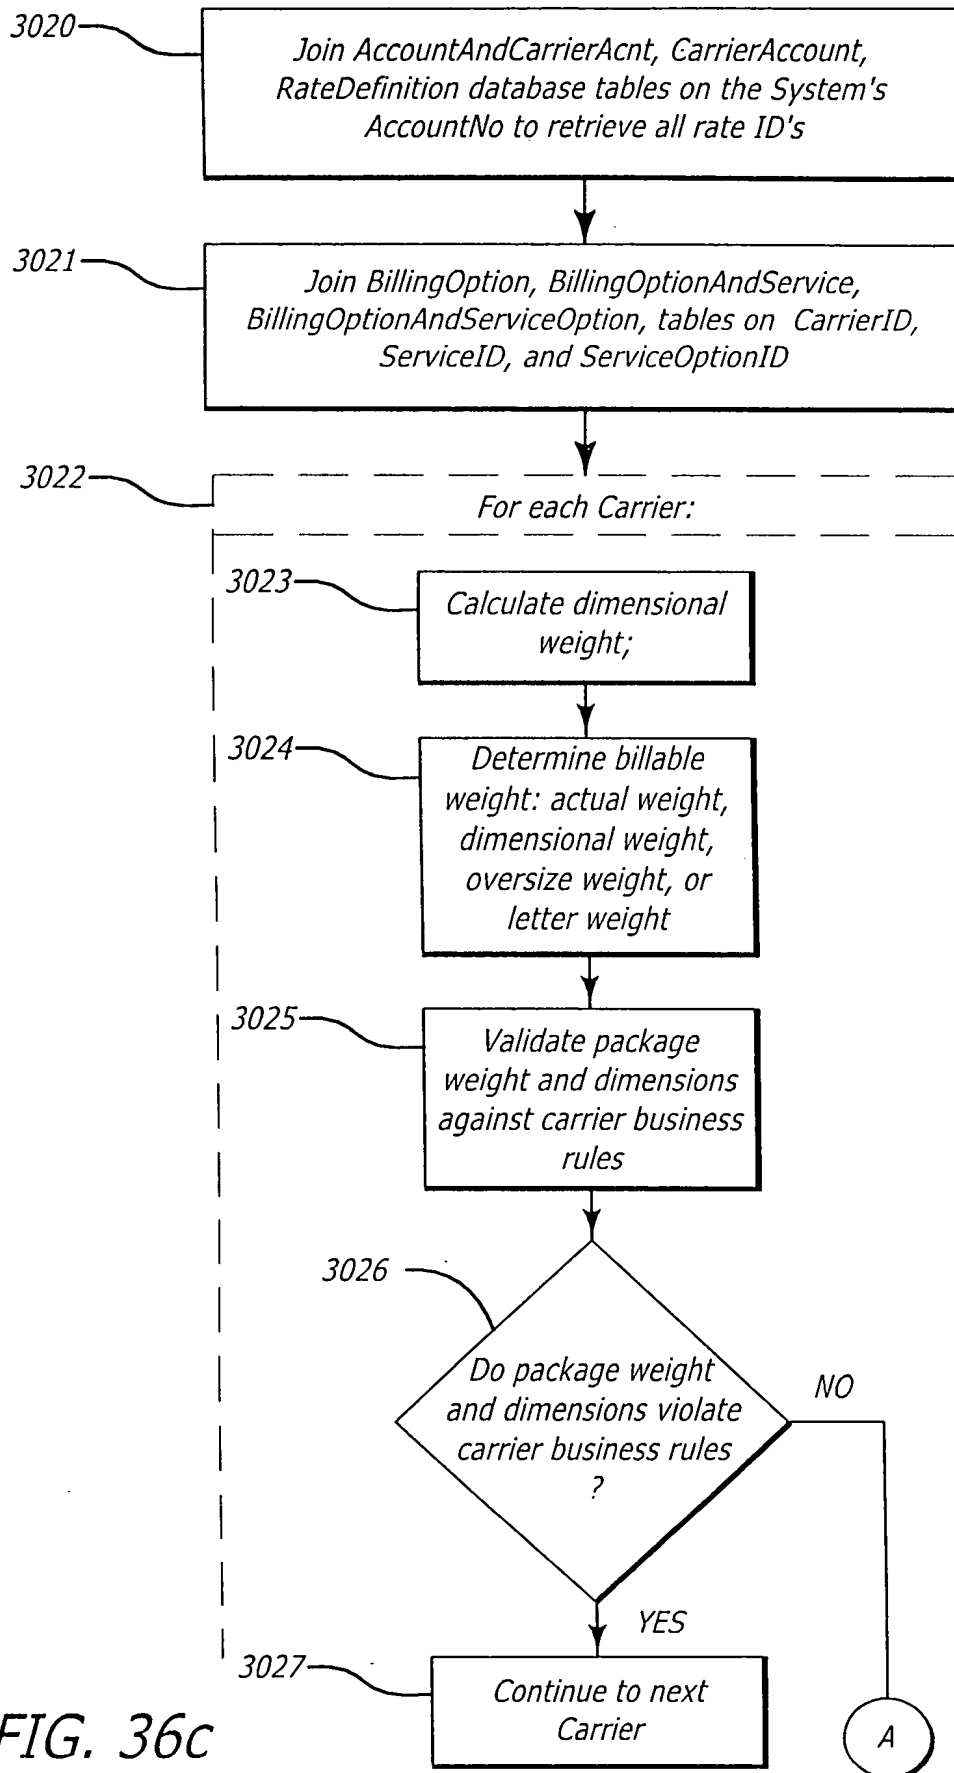 3020
Join AccountAndCarrierAcnt, CarrierAccount,
RateDefinition database tables on the System's
AccountNo to retrieve all rate ID's
3021
Join BillingOption, BillingOptionAndService,
BillingOptionAndServiceOption, tables on CarrierID,
ServiceID, and ServiceOptionID
3022
For each Carrier:
3023
Calculate dimensional
weight;
3024
Determine billable
weight: actual weight,
dimensional weight,
oversize weight, or
letter weight
3025
Validate package
weight and dimensions
against carrier business
rules
3026
Do package weight
and dimensions violate
carrier business rules
?
NO
YES
3027
Continue to next
Carrier
A
FIG. 36c